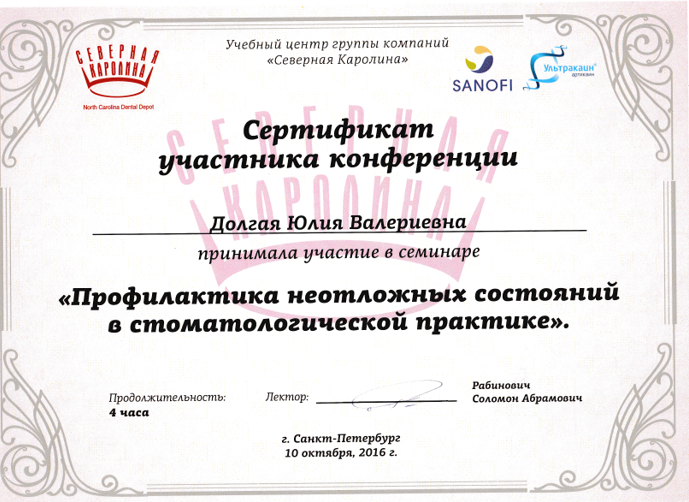 СЕВЕРНАЯ
КАРОЛИНА
North Carolina Dental Depot
Учебный центр группы компаний
«Северная Каролина»
SANOFI
Ультракаин®
артикаин
СЕВЕРНАЯ
КАРОЛИНА
Сертификат
участника конференции
Долгая Юлия Валериевна
принимала участие в семинаре
«Профилактика неотложных состояний
в стоматологической практике».
Продолжительность:
4 часа
Лектор:
Рабинович
Соломон Абрамович
г. Санкт-Петербург
10 октября, 2016 г.